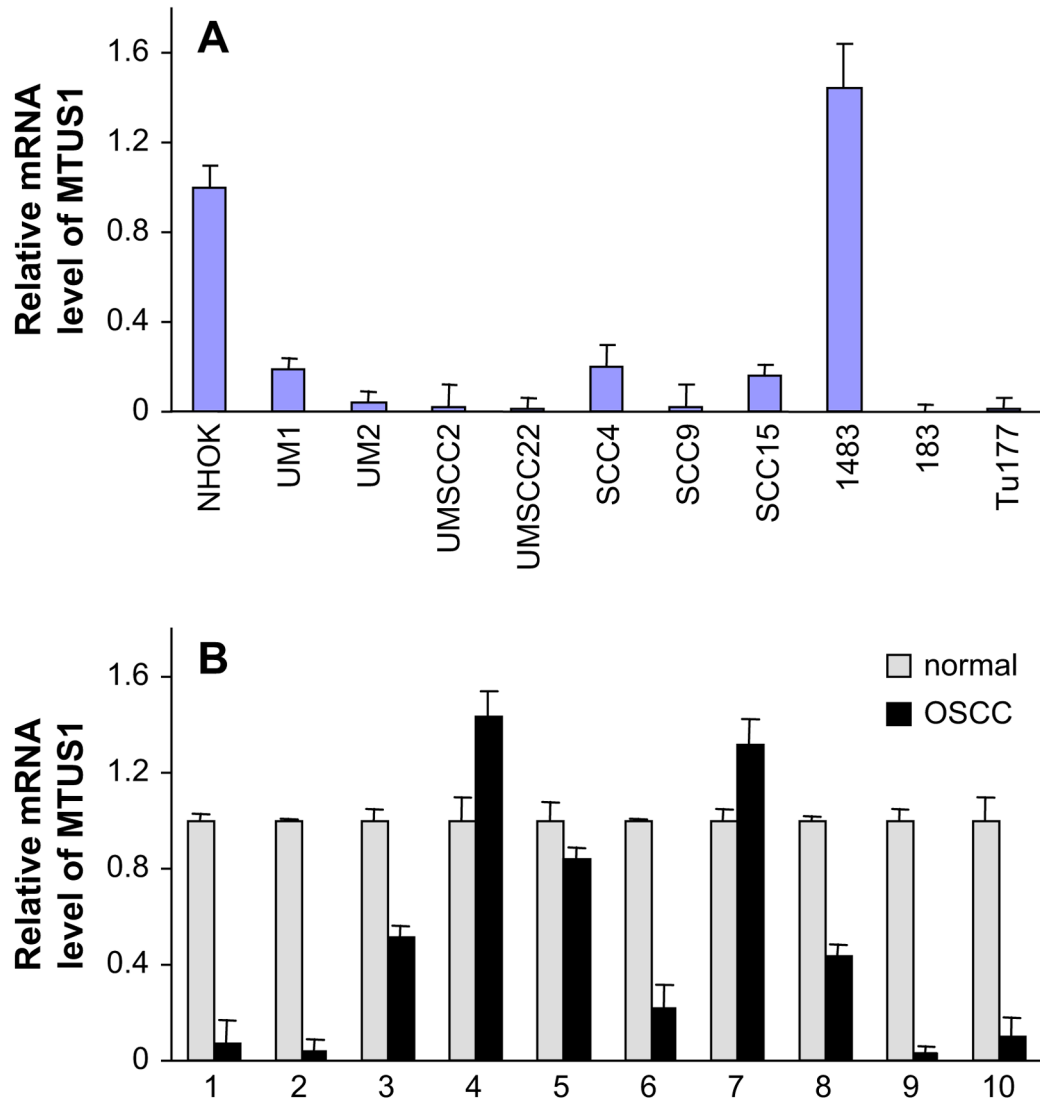 A
Relative mRNA
level of MTUS1
1.6
1.2
0.8
0.4
0
NHOK
UM1
UM2
UMSCC2
UMSCC22
SCC4
SCC9
SCC15
1483
183
Tu177
B
normal
OSCC
Relative mRNA
level of MTUS1
1.6
1.2
0.8
0.4
0
1 2 3 4 5 6 7 8 9 10